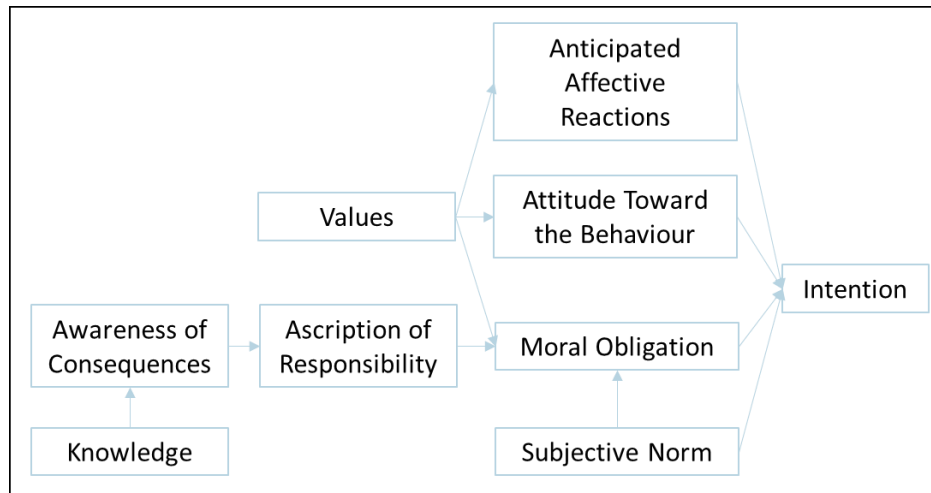 Anticipated
Affective
Reactions
Values
Attitude Toward
the Behaviour
Intention
Awareness of
Consequences
Ascription of
Responsibility
Moral Obligation
Knowledge
Subjective Norm